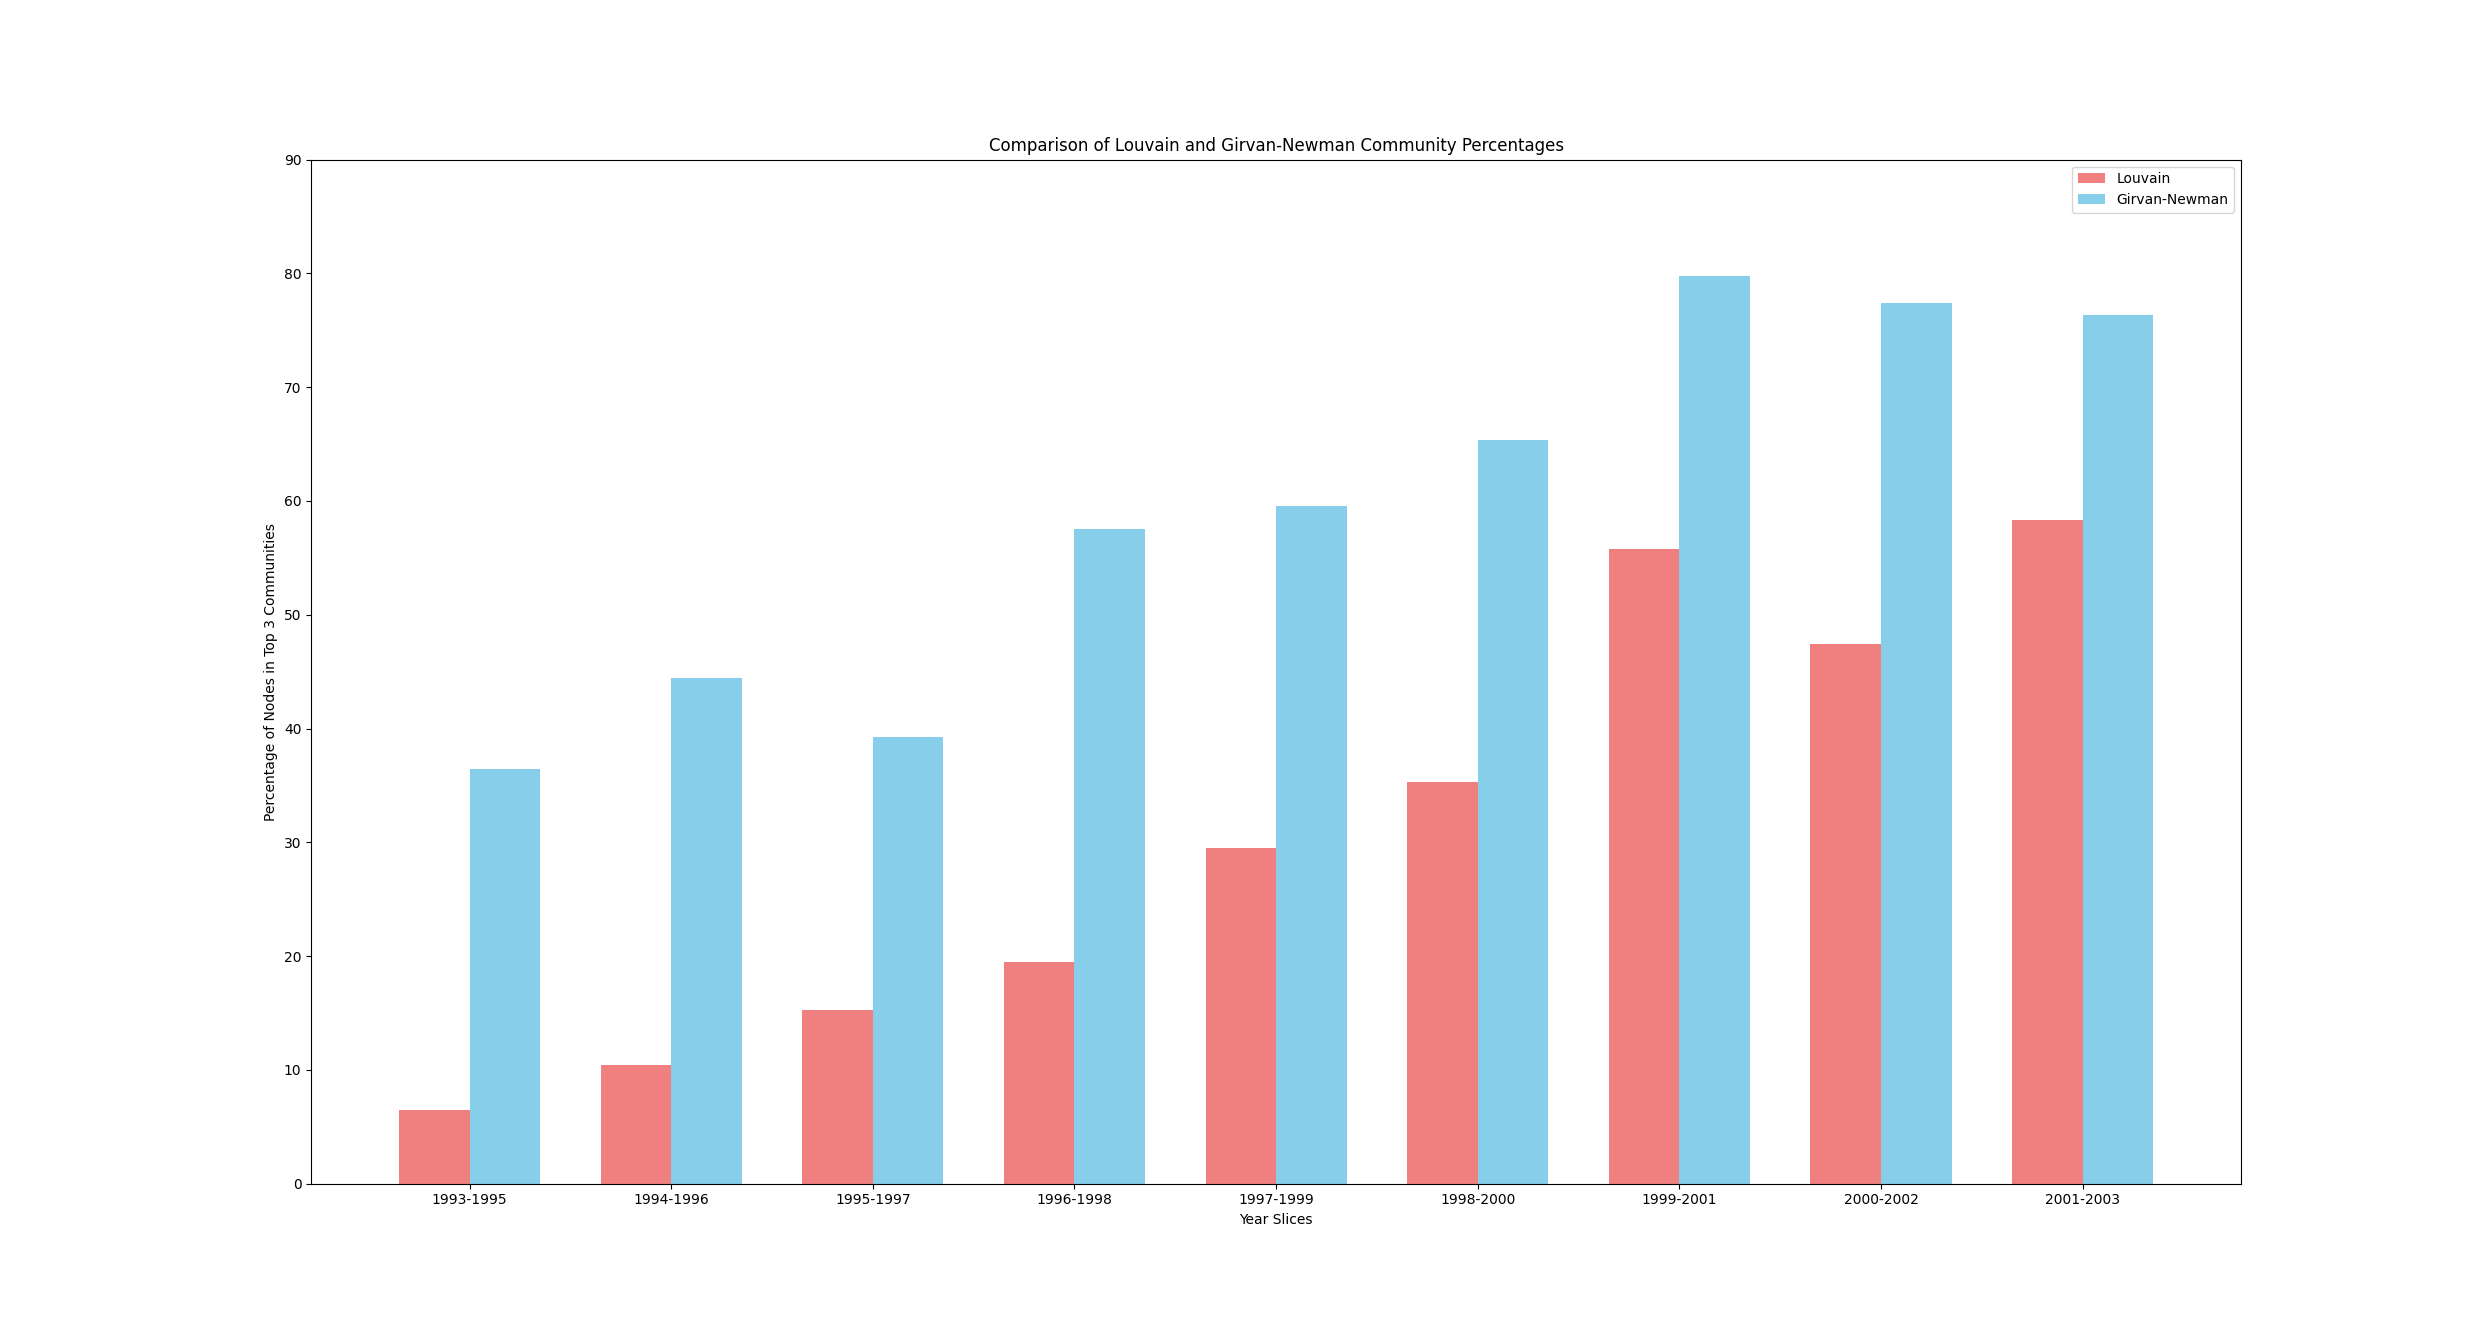 Comparison of Louvain and Girvan-Newman Community Percentages
Louvain
Girvan-Newman
Percentage of Nodes in Top 3 Communities
90
80
70
60
50
40
30
20
10
0
1993-1995 1994-1996 1995-1997 1996-1998 1997-1999 1998-2000 1999-2001 2000-2002 2001-2003
Year Slices